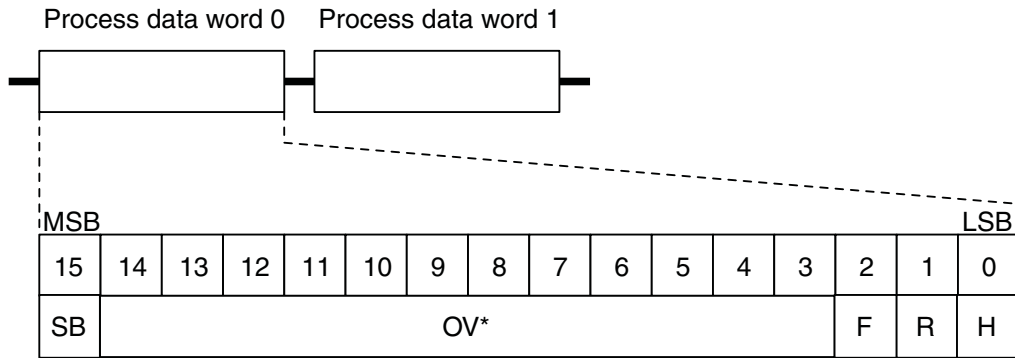 Process data word 0 Process data word 1
MSB LSB
15 14 13 12 11 10 9 8 7 6 5 4 3 2 1 0
SB OV* F R H